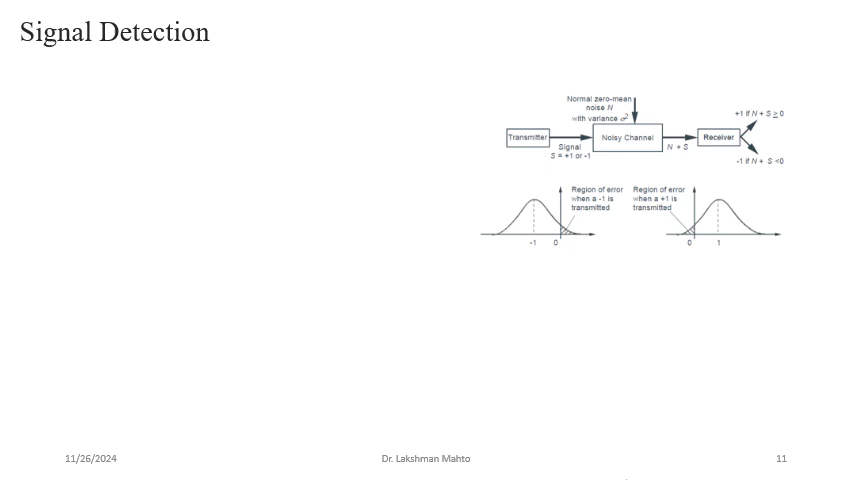 Signal Detection
Normal zero-mean
noise N
with variance σ²
Transmitter
Noisy Channel
Receiver
Signal
S = +1 or -1
N + S
+1 if N + S ≥ 0
-1 if N + S <0
Region of error
when a -1 is
transmitted
Region of error
when a +1 is
transmitted
-1
0
0
1
11/26/2024
Dr. Lakshman Mahto
11